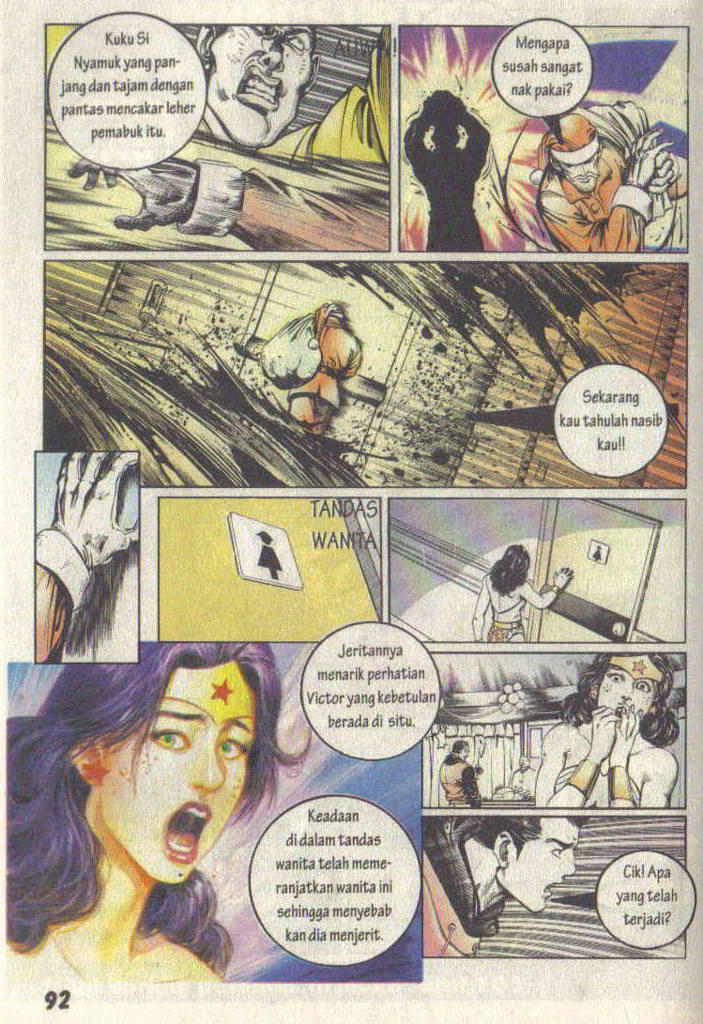 Kuku Si
Nyamuk yang pan-
jang dan tajam dengan
pantas mencakar leher
pemabuk itu.
Mengapa
susah sangat
nak pakai?
Sekarang
kau tahulah nasib
kau!!
TANDAS
WANITA
Jeritannya
menarik perhatian
Victor yang kebetulan
berada di situ.
Keadaan
di dalam tandas
wanita telah meme-
ranjatkan wanita ini
sehingga menyebab
kan dia menjerit.
Cik! Apa
yang telah
terjadi?
92